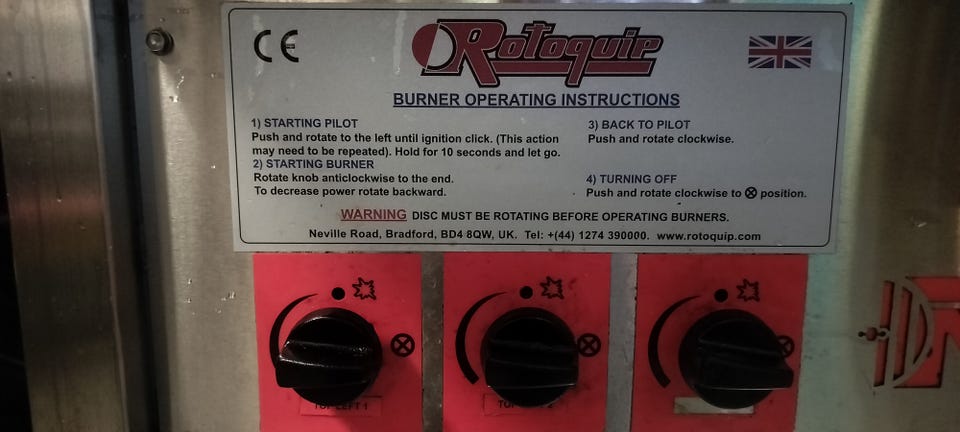 CE
Rotoquip
BURNER OPERATING INSTRUCTIONS
1) STARTING PILOT
Push and rotate to the left until ignition click. (This action
may need to be repeated). Hold for 10 seconds and let go.
2) STARTING BURNER
Rotate knob anticlockwise to the end.
To decrease power rotate backward.
3) BACK TO PILOT
Push and rotate clockwise.
4) TURNING OFF
Push and rotate clockwise to ⊗ position.
WARNING DISC MUST BE ROTATING BEFORE OPERATING BURNERS.
Neville Road, Bradford, BD4 8QW, UK. Tel: +(44) 1274 390000. www.rotoquip.com
TOP LEFT 1